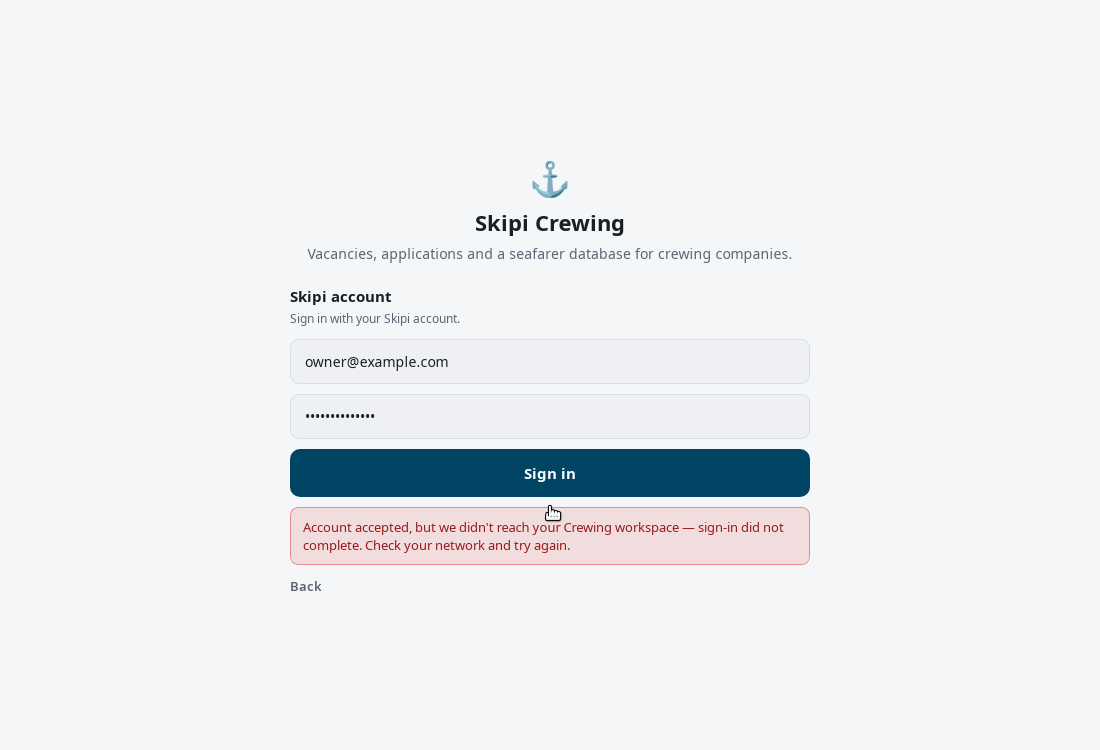 Skipi Crewing
Vacancies, applications and a seafarer database for crewing companies.
Skipi account
Sign in with your Skipi account.
owner@example.com
••••••••••••••
Sign in
Account accepted, but we didn't reach your Crewing workspace — sign-in did not
complete. Check your network and try again.
Back